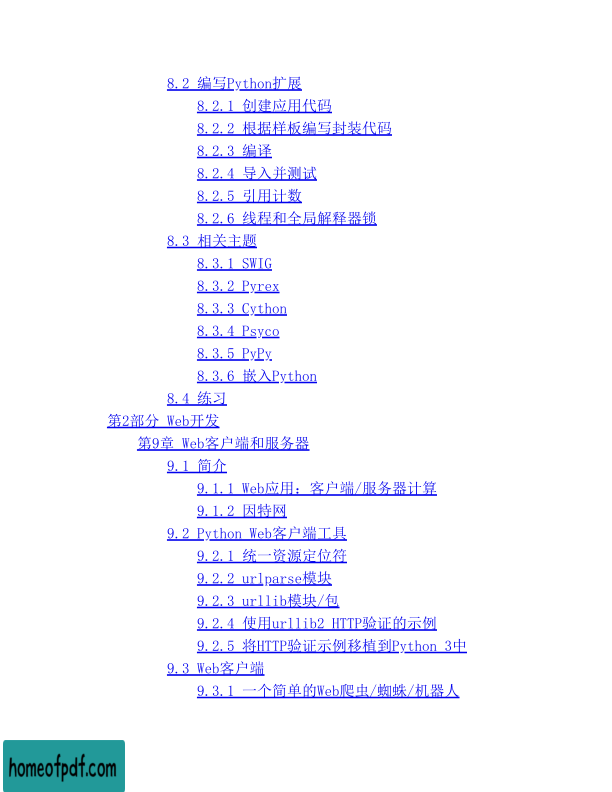 8.2 编写Python扩展
8.2.1 创建应用代码
8.2.2 根据样板编写封装代码
8.2.3 编译
8.2.4 导入并测试
8.2.5 引用计数
8.2.6 线程和全局解释器锁
8.3 相关主题
8.3.1 SWIG
8.3.2 Pyrex
8.3.3 Cython
8.3.4 Psyco
8.3.5 PyPy
8.3.6 嵌入Python
8.4 练习
第2部分 Web开发
第9章 Web客户端和服务器
9.1 简介
9.1.1 Web应用：客户端/服务器计算
9.1.2 因特网
9.2 Python Web客户端工具
9.2.1 统一资源定位符
9.2.2 urlparse模块
9.2.3 urllib模块/包
9.2.4 使用urllib2 HTTP验证的示例
9.2.5 将HTTP验证示例移植到Python 3中
9.3 Web客户端
9.3.1 一个简单的Web爬虫/蜘蛛/机器人
homeofpdf.com